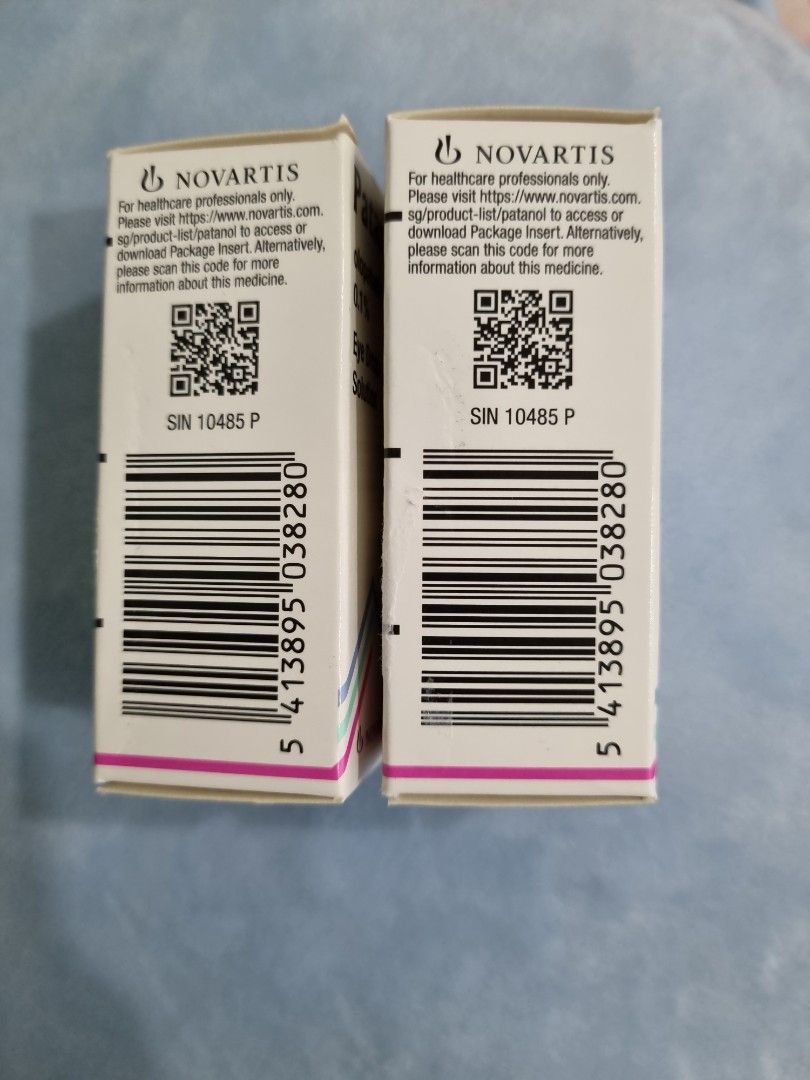 NOVARTIS
For healthcare professionals only.
Please visit https://www.novartis.com.
sg/product-list/patanol to access or
download Package Insert. Alternatively,
please scan this code for more
information about this medicine.
SIN 10485 P
5 413895 038280
0.1%
Eye
NOVARTIS
For healthcare professionals only.
Please visit https://www.novartis.com.
sg/product-list/patanol to access or
download Package Insert. Alternatively,
please scan this code for more
information about this medicine.
SIN 10485 P
5 413895 038280